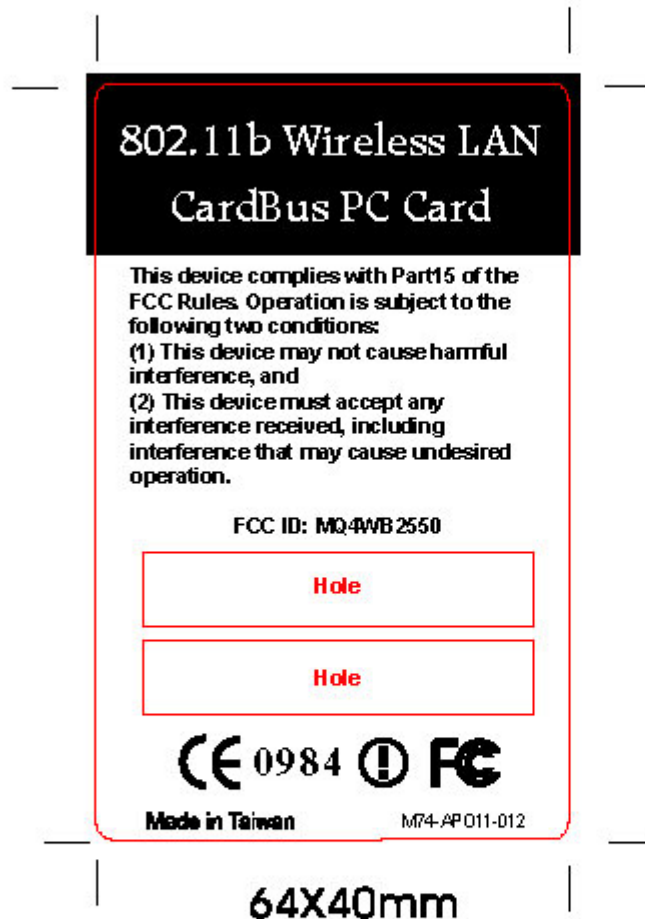 802.11b Wireless LAN
CardBus PC Card
This device complies with Part15 of the
FCC Rules. Operation is subject to the
following two conditions:
(1) This device may not cause harmful
interference, and
(2) This device must accept any
interference received, including
interference that may cause undesired
operation.
FCC ID: MQ4WB2550
Hole
Hole
CE 0984 FC
Made in Taiwan M74-APO11-012
64X40mm